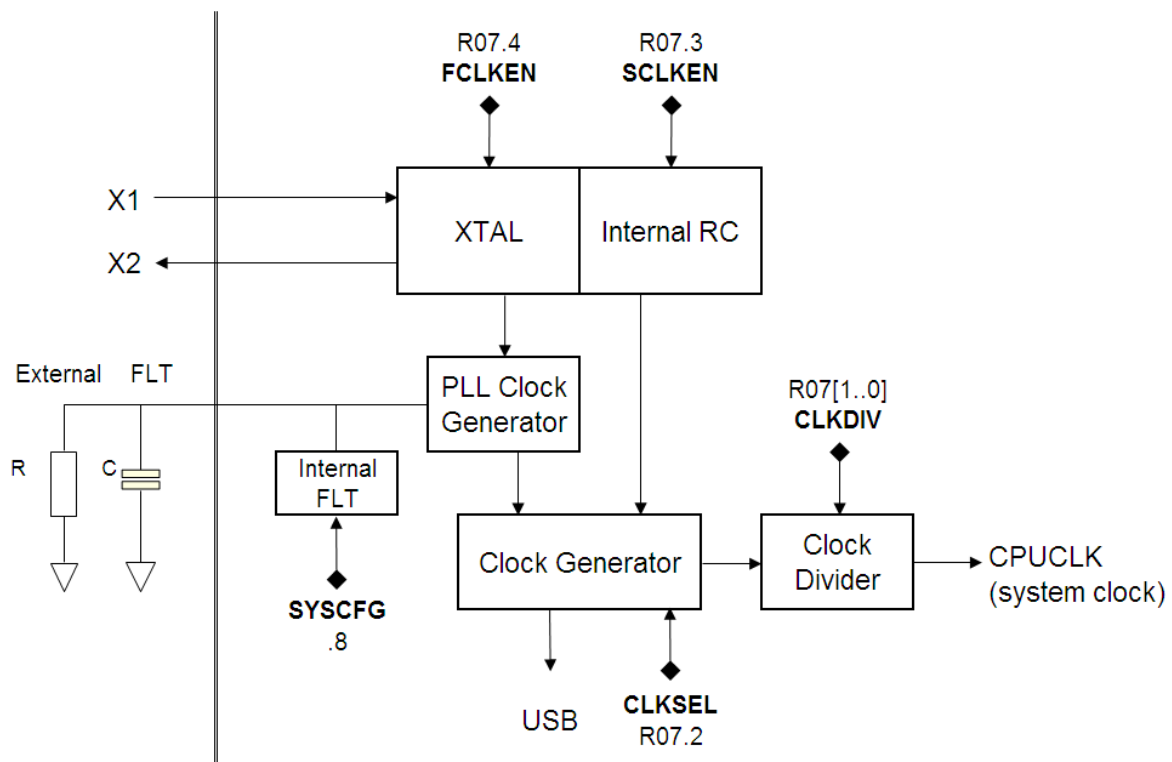 R07.4
FCLKEN
R07.3
SCLKEN
X1
X2
XTAL
Internal RC
External FLT
R
C
PLL Clock
Generator
Internal
FLT
SYSCFG
.8
R07[1..0]
CLKDIV
Clock Generator
Clock
Divider
CPUCLK
(system clock)
USB
CLKSEL
R07.2